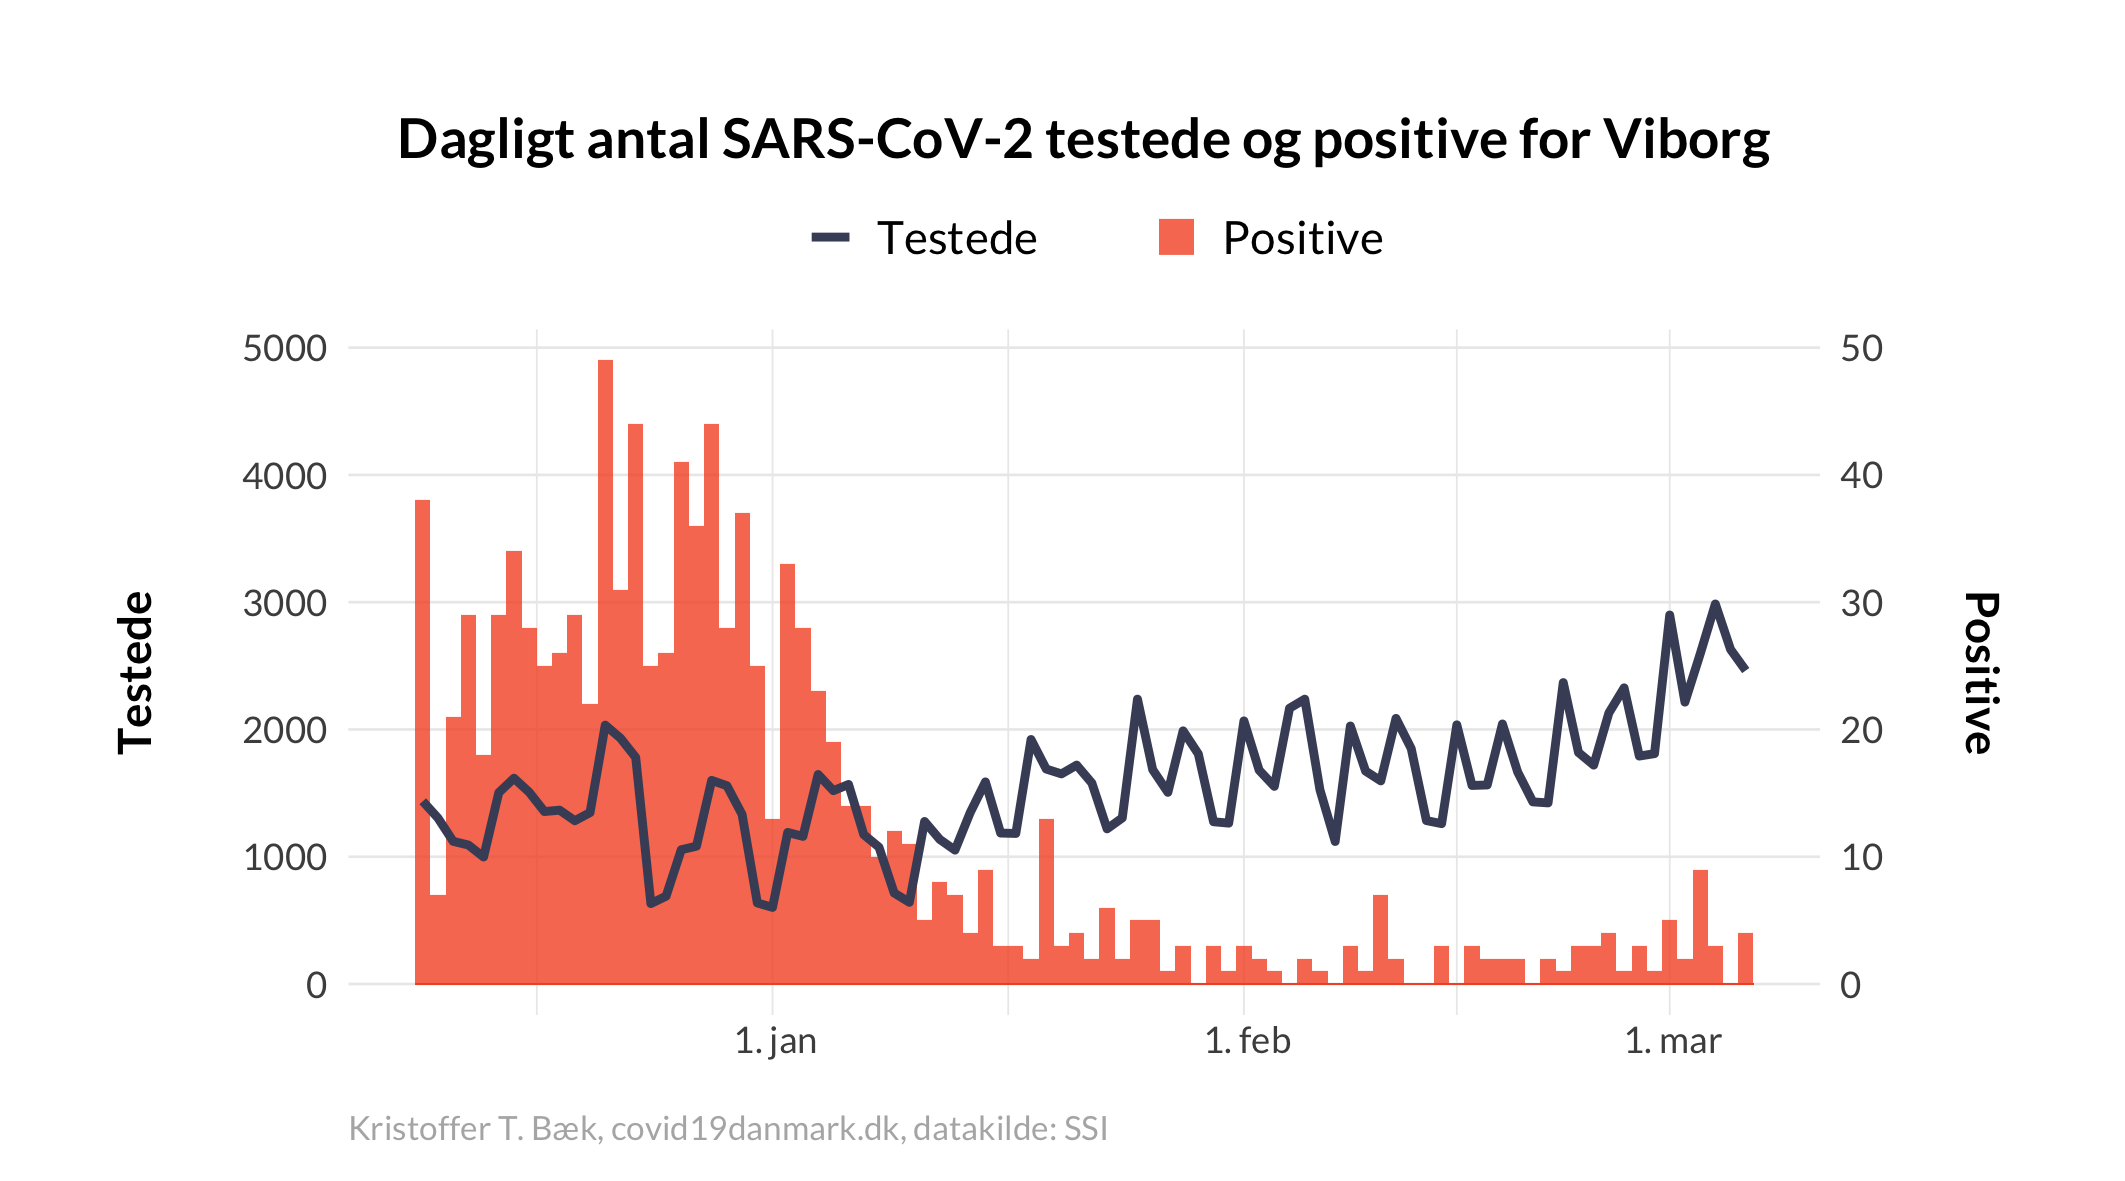 Dagligt antal SARS-CoV-2 testede og positive for Viborg
Testede Positive
5000 50
4000 40
3000 30
2000 20
1000 10
0 0
Testede
Positive
1. jan 1. feb 1. mar
Kristoffer T. Bæk, covid19danmark.dk, datakilde: SSI